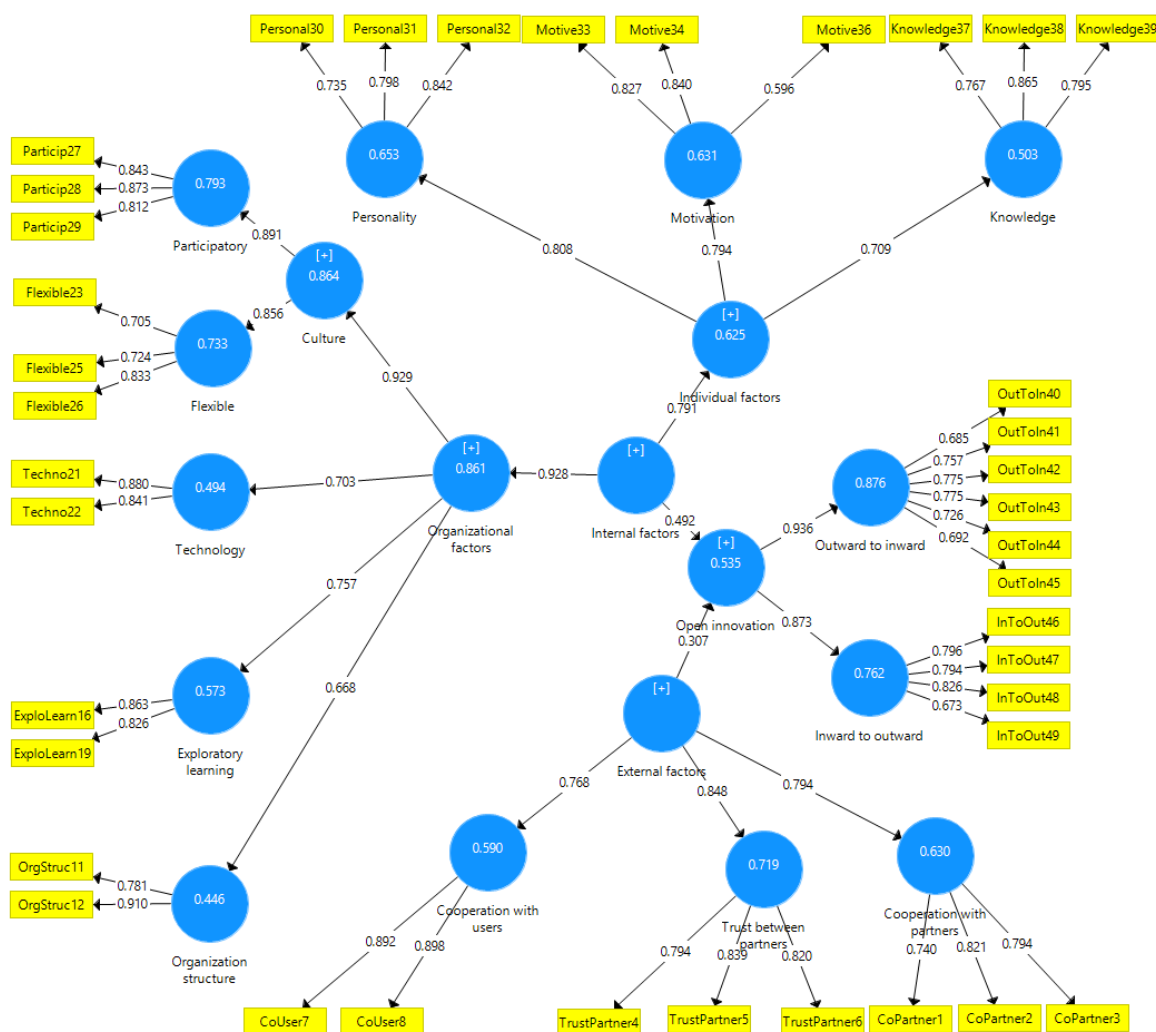 Personal30
Personal31
Personal32
Motive33
Motive34
Motive36
Knowledge37
Knowledge38
Knowledge39
0.735
0.798
0.842
0.827
0.840
0.596
0.767
0.865
0.795
Particip27
Particip28
Particip29
0.843
0.873
0.812
0.793
Participatory
0.653
Personality
0.631
Motivation
0.503
Knowledge
0.891
0.808
0.794
0.709
[+]
0.864
Culture
Flexible23
Flexible25
Flexible26
0.705
0.724
0.833
0.733
Flexible
0.856
0.929
[+]
0.625
Individual factors
0.791
Techno21
Techno22
0.880
0.841
0.494
Technology
0.703
[+]
0.861
Organizational
factors
0.928
[+]
Internal factors
0.492
OutToIn40
OutToIn41
OutToIn42
OutToIn43
OutToIn44
OutToIn45
0.685
0.757
0.775
0.775
0.726
0.692
0.876
Outward to inward
0.936
[+]
0.535
Open innovation
0.873
0.307
0.757
0.668
InToOut46
InToOut47
InToOut48
InToOut49
0.796
0.794
0.826
0.673
0.762
Inward to outward
ExploLearn16
ExploLearn19
0.863
0.826
0.573
Exploratory
learning
[+]
External factors
0.768
0.848
0.794
OrgStruc11
OrgStruc12
0.781
0.910
0.446
Organization
structure
0.590
Cooperation with
users
0.719
Trust between
partners
0.630
Cooperation with
partners
0.892
0.898
0.794
0.839
0.820
0.740
0.821
0.794
CoUser7
CoUser8
TrustPartner4
TrustPartner5
TrustPartner6
CoPartner1
CoPartner2
CoPartner3